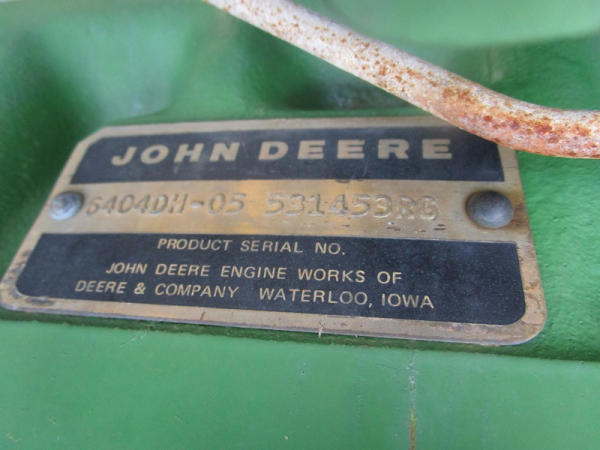 JOHN DEERE
6404DH-05 531453RG
PRODUCT SERIAL NO.
JOHN DEERE ENGINE WORKS OF
DEERE & COMPANY WATERLOO, IOWA